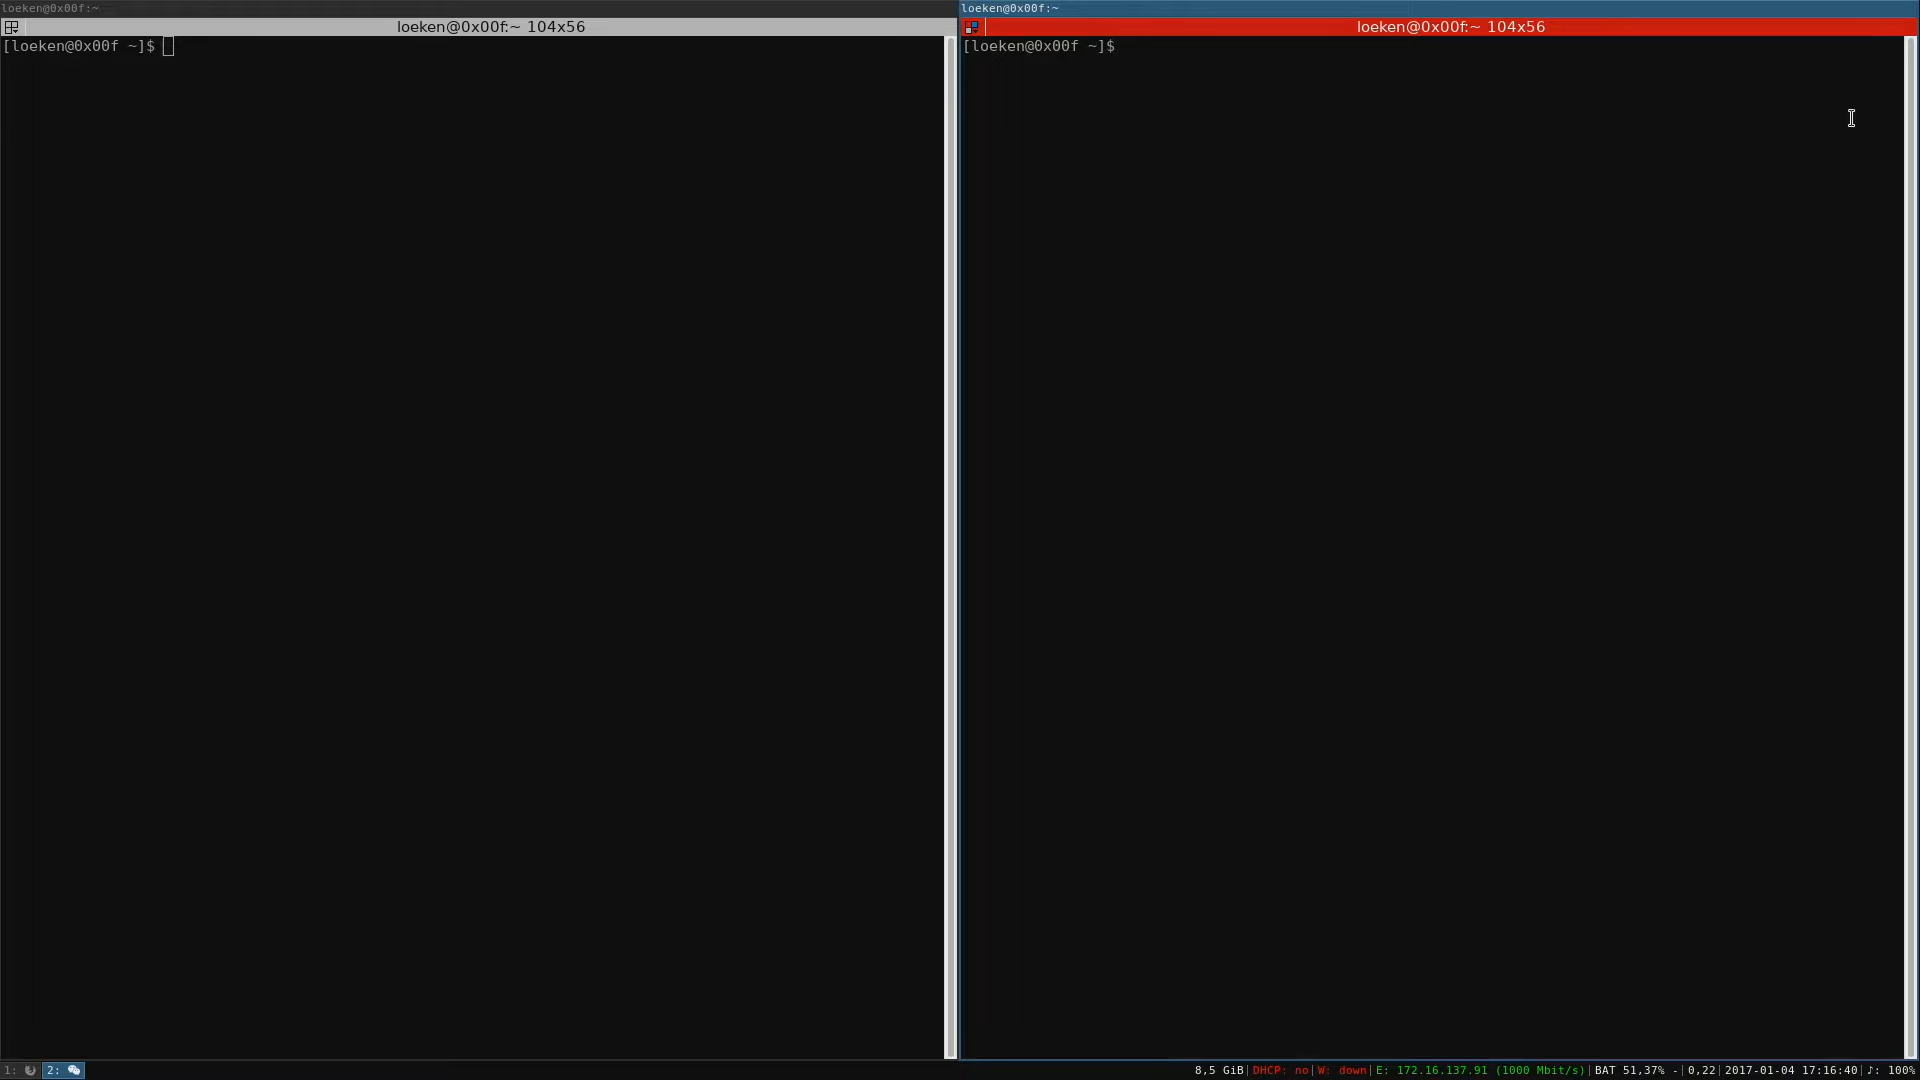 loeken@0x00f:~
loeken@0x00f:~ 104x56
[loeken@0x00f ~]$
loeken@0x00f:~
loeken@0x00f:~ 104x56
[loeken@0x00f ~]$
1:
2:
8,5 GiB|DHCP: no|W: down|E: 172.16.137.91 (1000 Mbit/s)|BAT 51,37% -|0,22|2017-01-04 17:16:40|♪: 100%